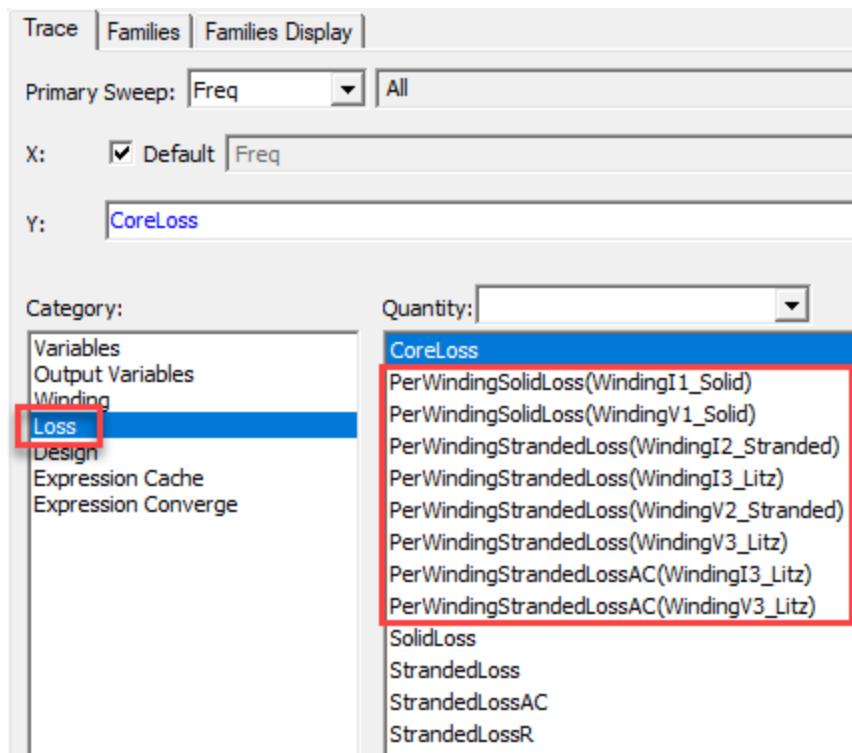 Trace Families Families Display
Primary Sweep: Freq All
X: Default Freq
Y: CoreLoss
Category:
Variables
Output Variables
Winding
Loss
Design
Expression Cache
Expression Converge
Quantity:
CoreLoss
PerWindingSolidLoss(WindingI1_Solid)
PerWindingSolidLoss(WindingV1_Solid)
PerWindingStrandedLoss(WindingI2_Stranded)
PerWindingStrandedLoss(WindingI3_Litz)
PerWindingStrandedLoss(WindingV2_Stranded)
PerWindingStrandedLoss(WindingV3_Litz)
PerWindingStrandedLossAC(WindingI3_Litz)
PerWindingStrandedLossAC(WindingV3_Litz)
SolidLoss
StrandedLoss
StrandedLossAC
StrandedLossR